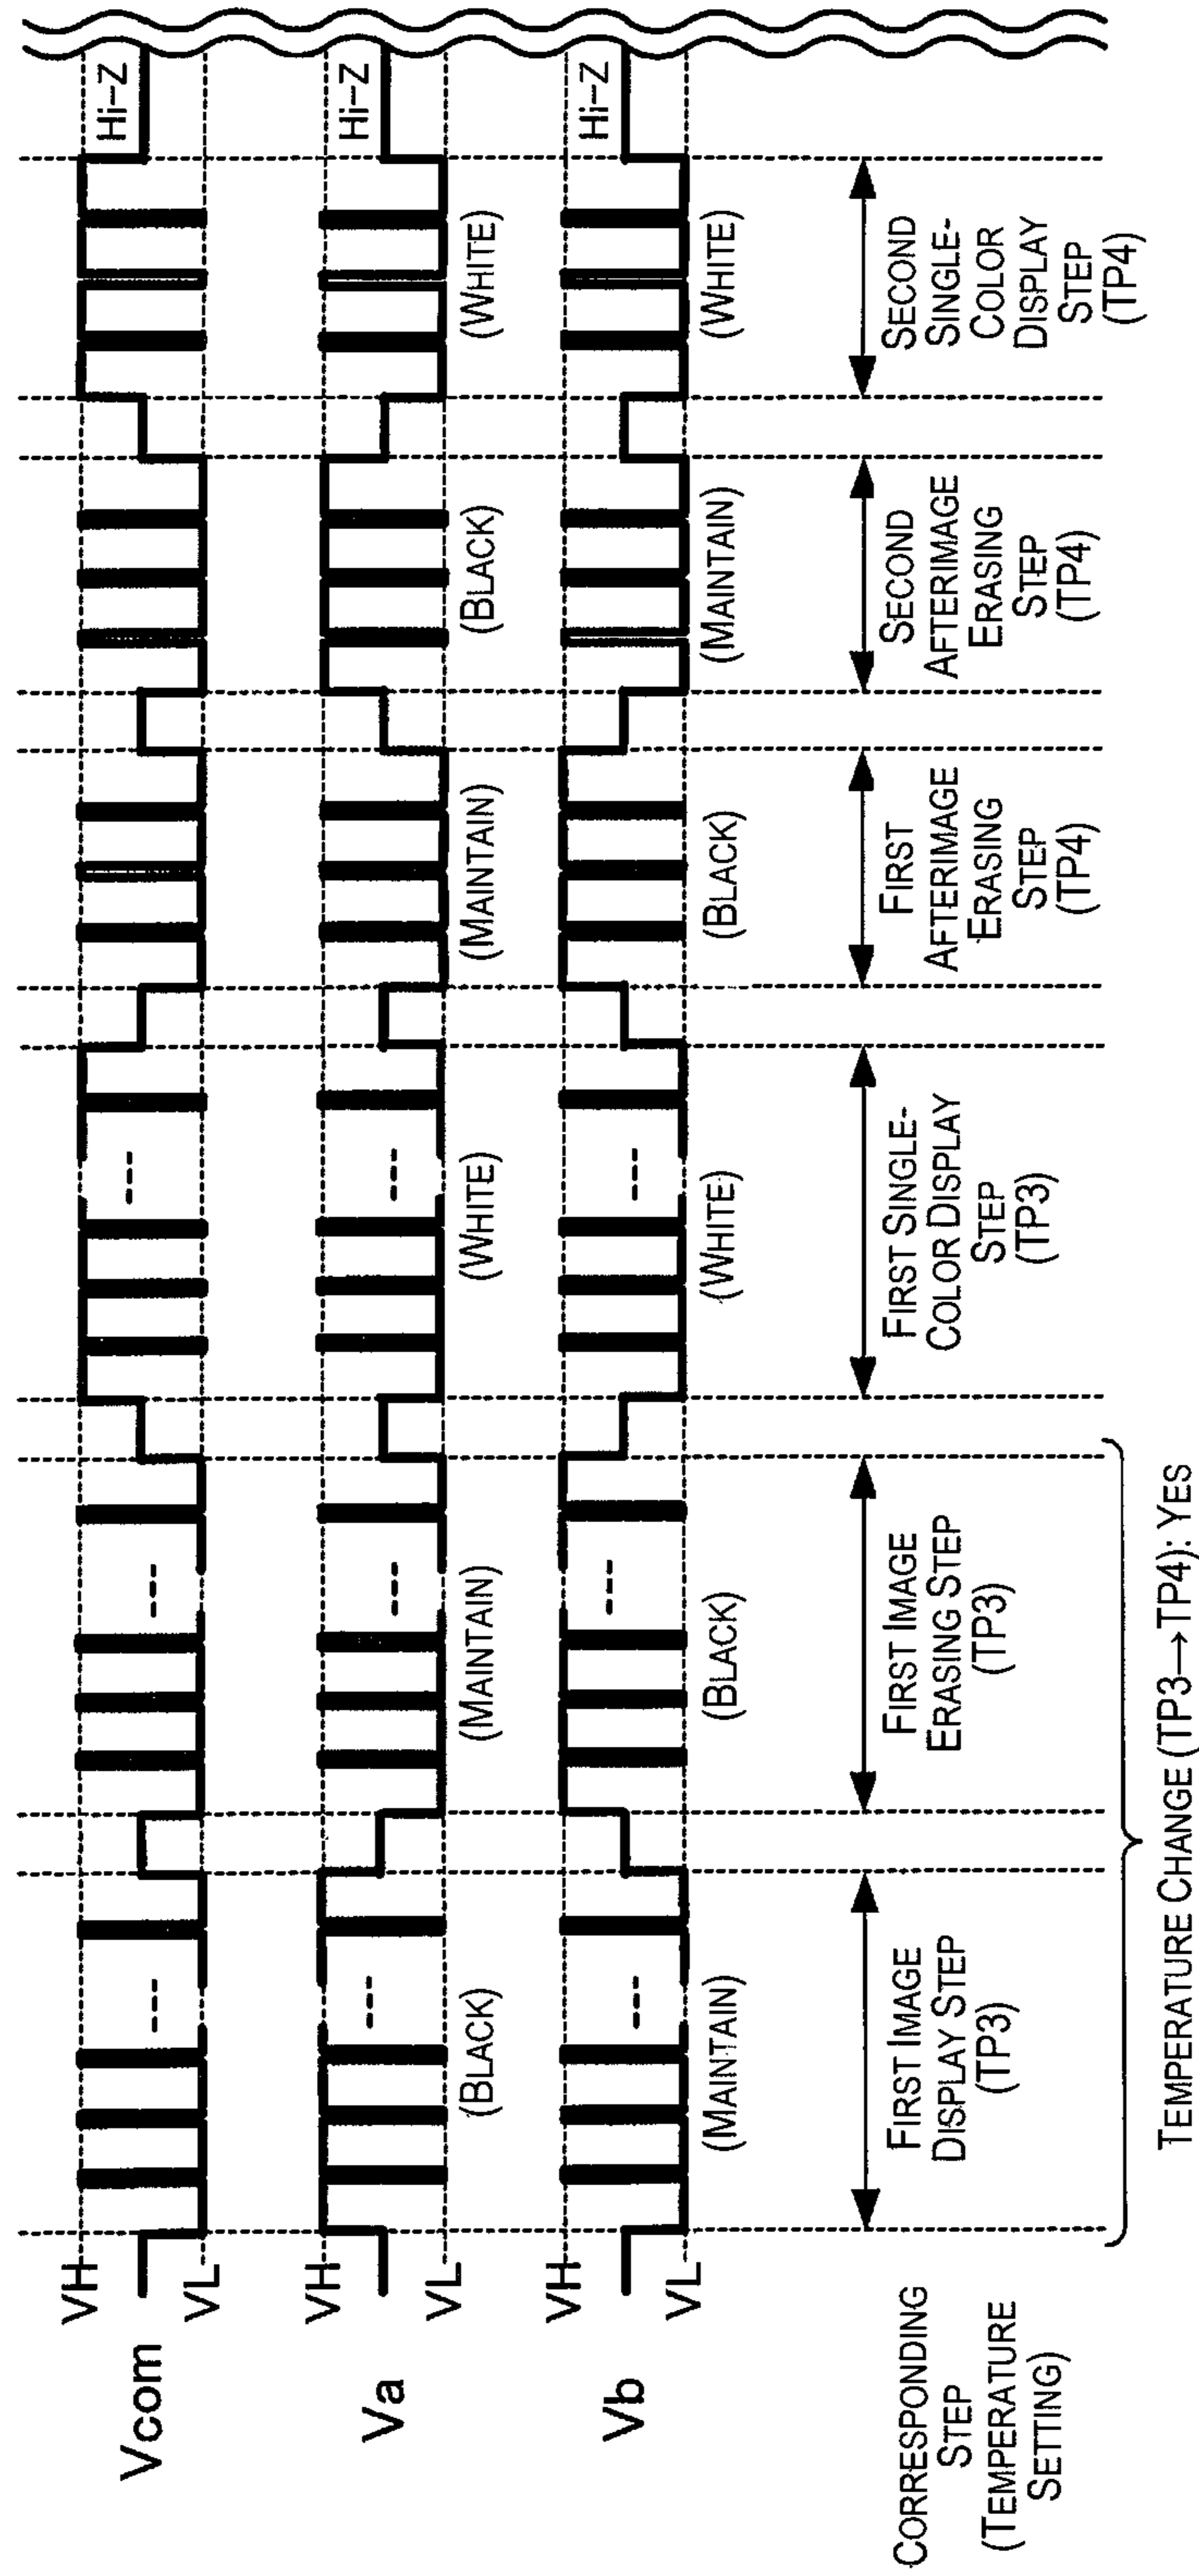 VH
Vcom
VL
Hi-Z
VH
Va
VL
(BLACK)
(MAINTAIN)
(WHITE)
(MAINTAIN)
(BLACK)
(WHITE)
Hi-Z
VH
Vb
VL
(MAINTAIN)
(BLACK)
(WHITE)
(BLACK)
(MAINTAIN)
(WHITE)
Hi-Z
CORRESPONDING
STEP
(TEMPERATURE
SETTING)
FIRST IMAGE
DISPLAY STEP
(TP3)
FIRST IMAGE
ERASING STEP
(TP3)
FIRST SINGLE-
COLOR DISPLAY
STEP
(TP3)
FIRST
AFTERIMAGE
ERASING
STEP
(TP4)
SECOND
AFTERIMAGE
ERASING
STEP
(TP4)
SECOND
SINGLE-
COLOR
DISPLAY
STEP
(TP4)
TEMPERATURE CHANGE (TP3→TP4): YES